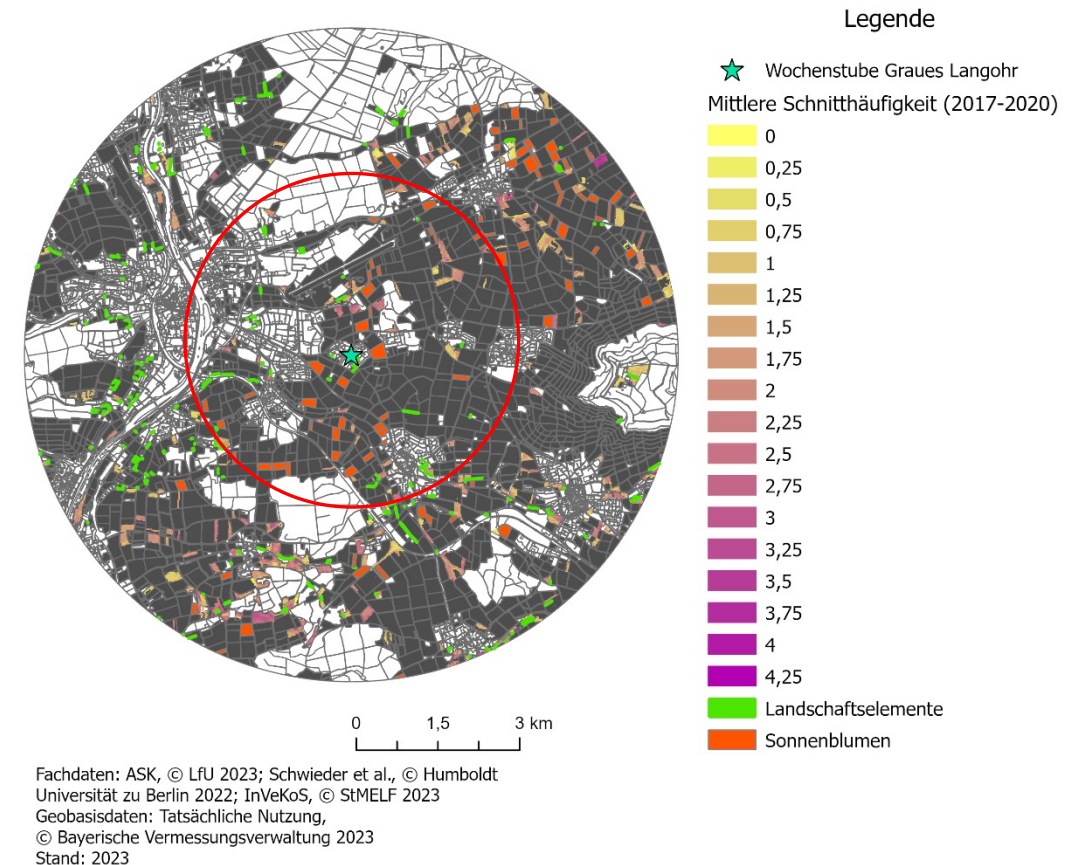 Legende
Wochenstube Graues Langohr
Mittlere Schnitthäufigkeit (2017-2020)
0
0,25
0,5
0,75
1
1,25
1,5
1,75
2
2,25
2,5
2,75
3
3,25
3,5
3,75
4
4,25
Landschaftselemente
Sonnenblumen
0 1,5 3 km
Fachdaten: ASK, © LfU 2023; Schwieder et al., © Humboldt
Universität zu Berlin 2022; InVeKoS, © StMELF 2023
Geobasisdaten: Tatsächliche Nutzung,
© Bayerische Vermessungsverwaltung 2023
Stand: 2023